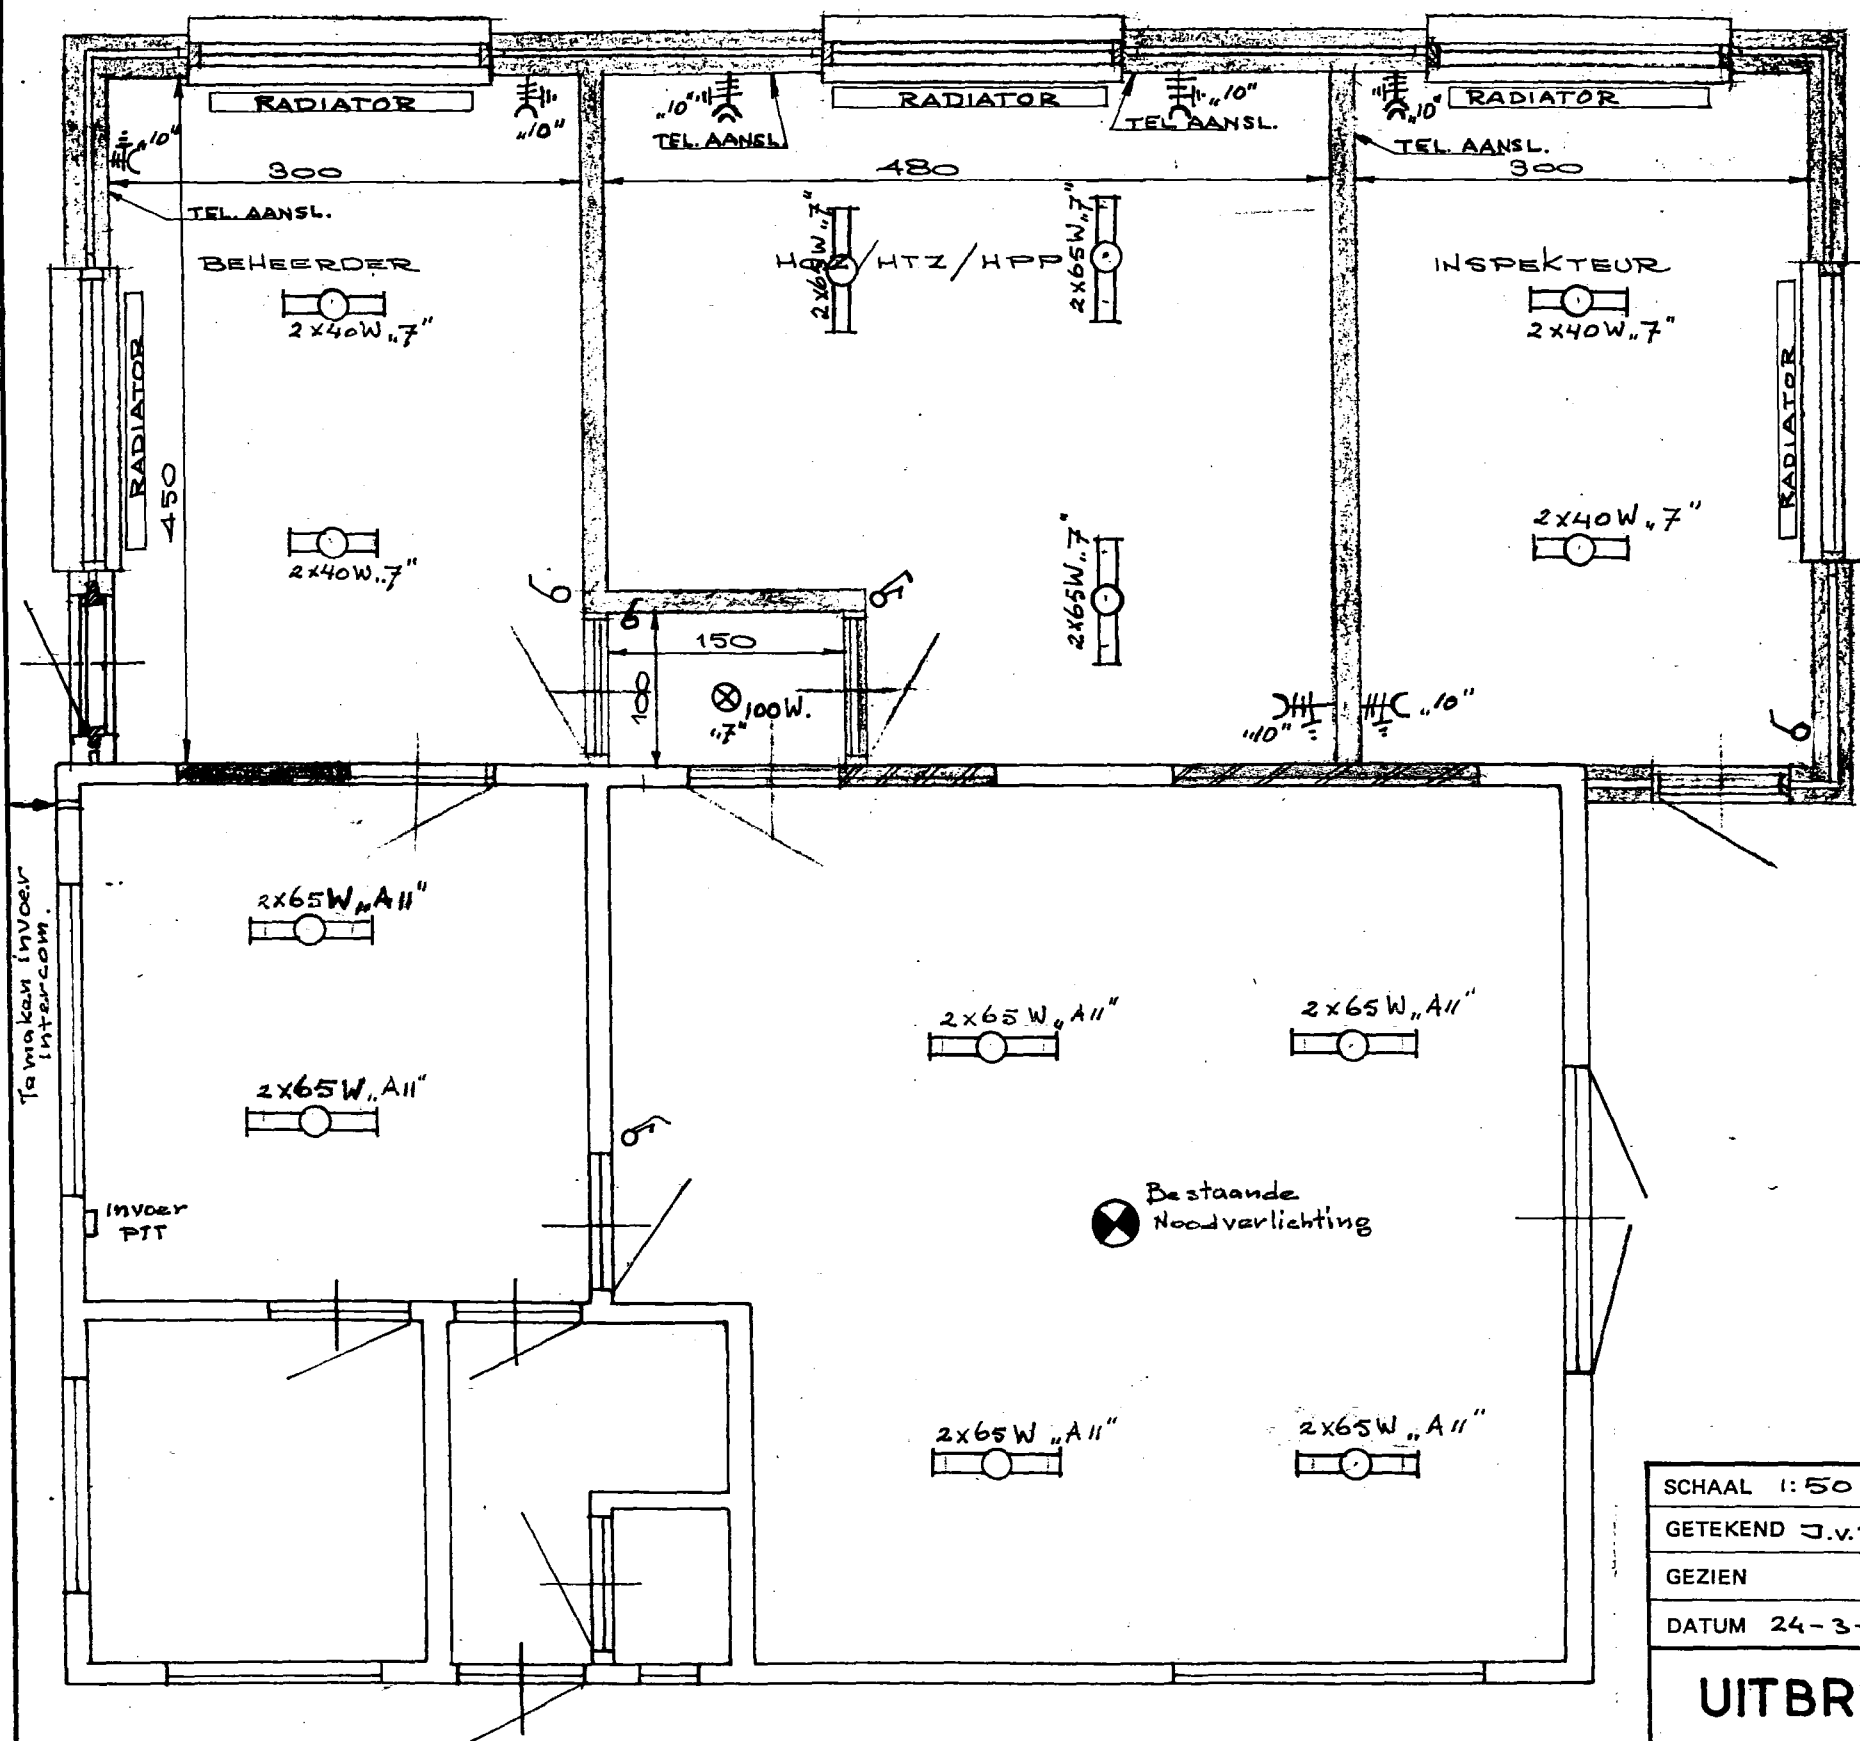 RADIATOR
RADIATOR
RADIATOR
„10"
„10"
„10"
„10"
„10"
TEL. AANSL.
TEL. AANSL.
TEL. AANSL.
300
480
300
TEL. AANSL.
BEHEERDER
/HTZ/HPP
INSPEKTEUR
2x65W„7"
2x65W„7"
2x40W„7"
2x40W„7"
RADIATOR
RADIATOR
450
2x40W„7"
2x40W„7"
2x65W„7"
150
100
100W.
„7"
„10"
„10"
Tamakan invoer
intercom.
2x65W„A11"
2x65W„A11"
2x65W„A11"
2x65W„A11"
Invoer
PTT
Bestaande
Noodverlichting
2x65W„A11"
2x65W„A11"
SCHAAL 1:50
GETEKEND J.v.
GEZIEN
DATUM 24-3-
UITBR